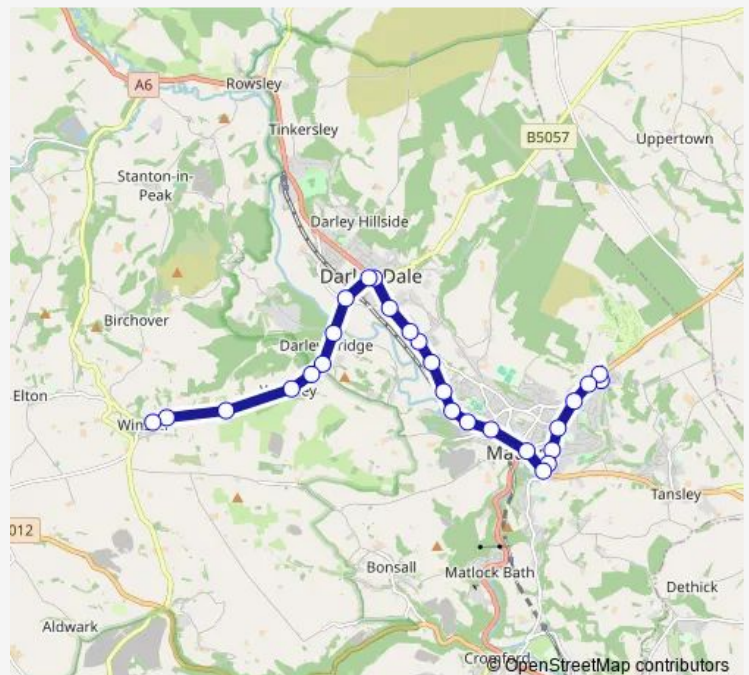 A6
Rowsley
Tinkersley
B5057
Uppertown
Stanton-in-
Peak
Darley Hillside
Dale
Birchover
Elton
Tansley
012
Bonsall
Matlock Bath
Dethick
Aldwark
© OpenStreetMap contributors